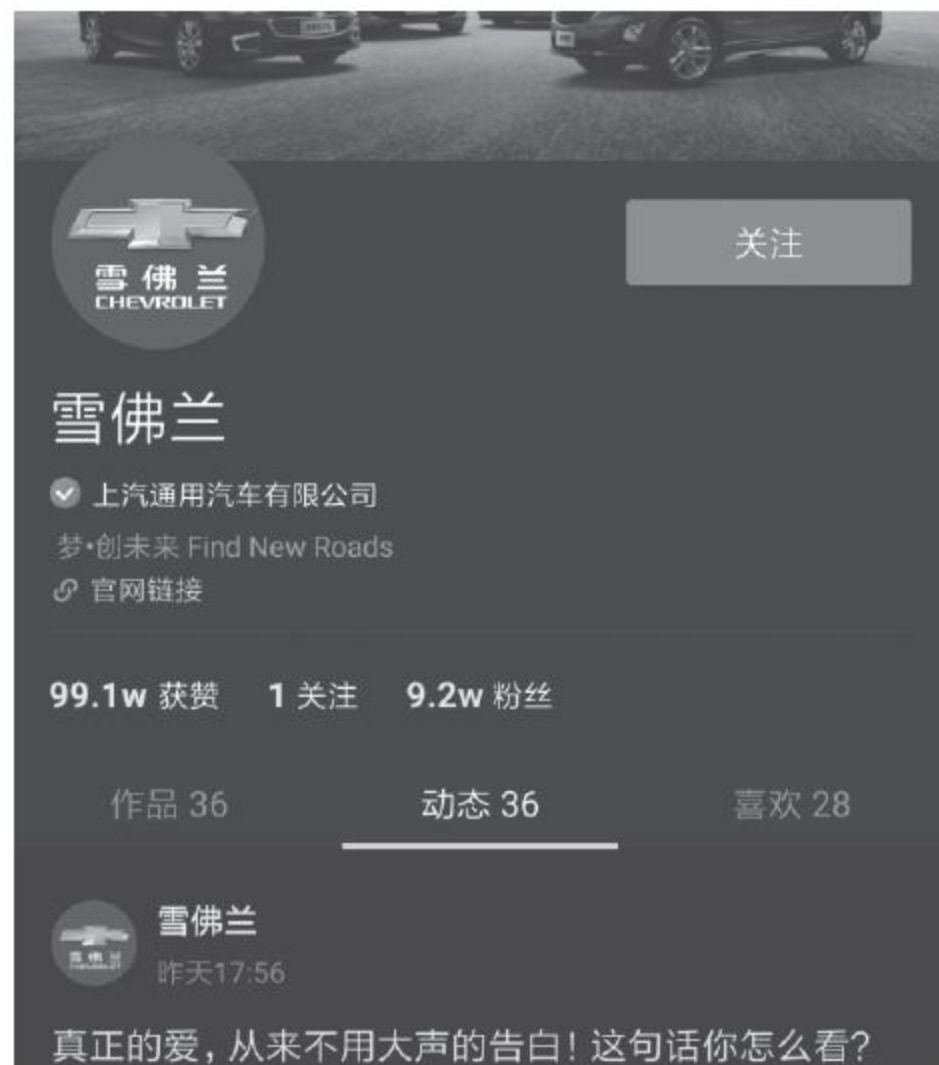 雪佛兰
CHEVROLET
关注
雪佛兰
上汽通用汽车有限公司
梦•创未来 Find New Roads
官网链接
99.1w 获赞 1 关注 9.2w 粉丝
作品 36 动态 36 喜欢 28
雪佛兰
昨天17:56
真正的爱，从来不用大声的告白！这句话你怎么看？